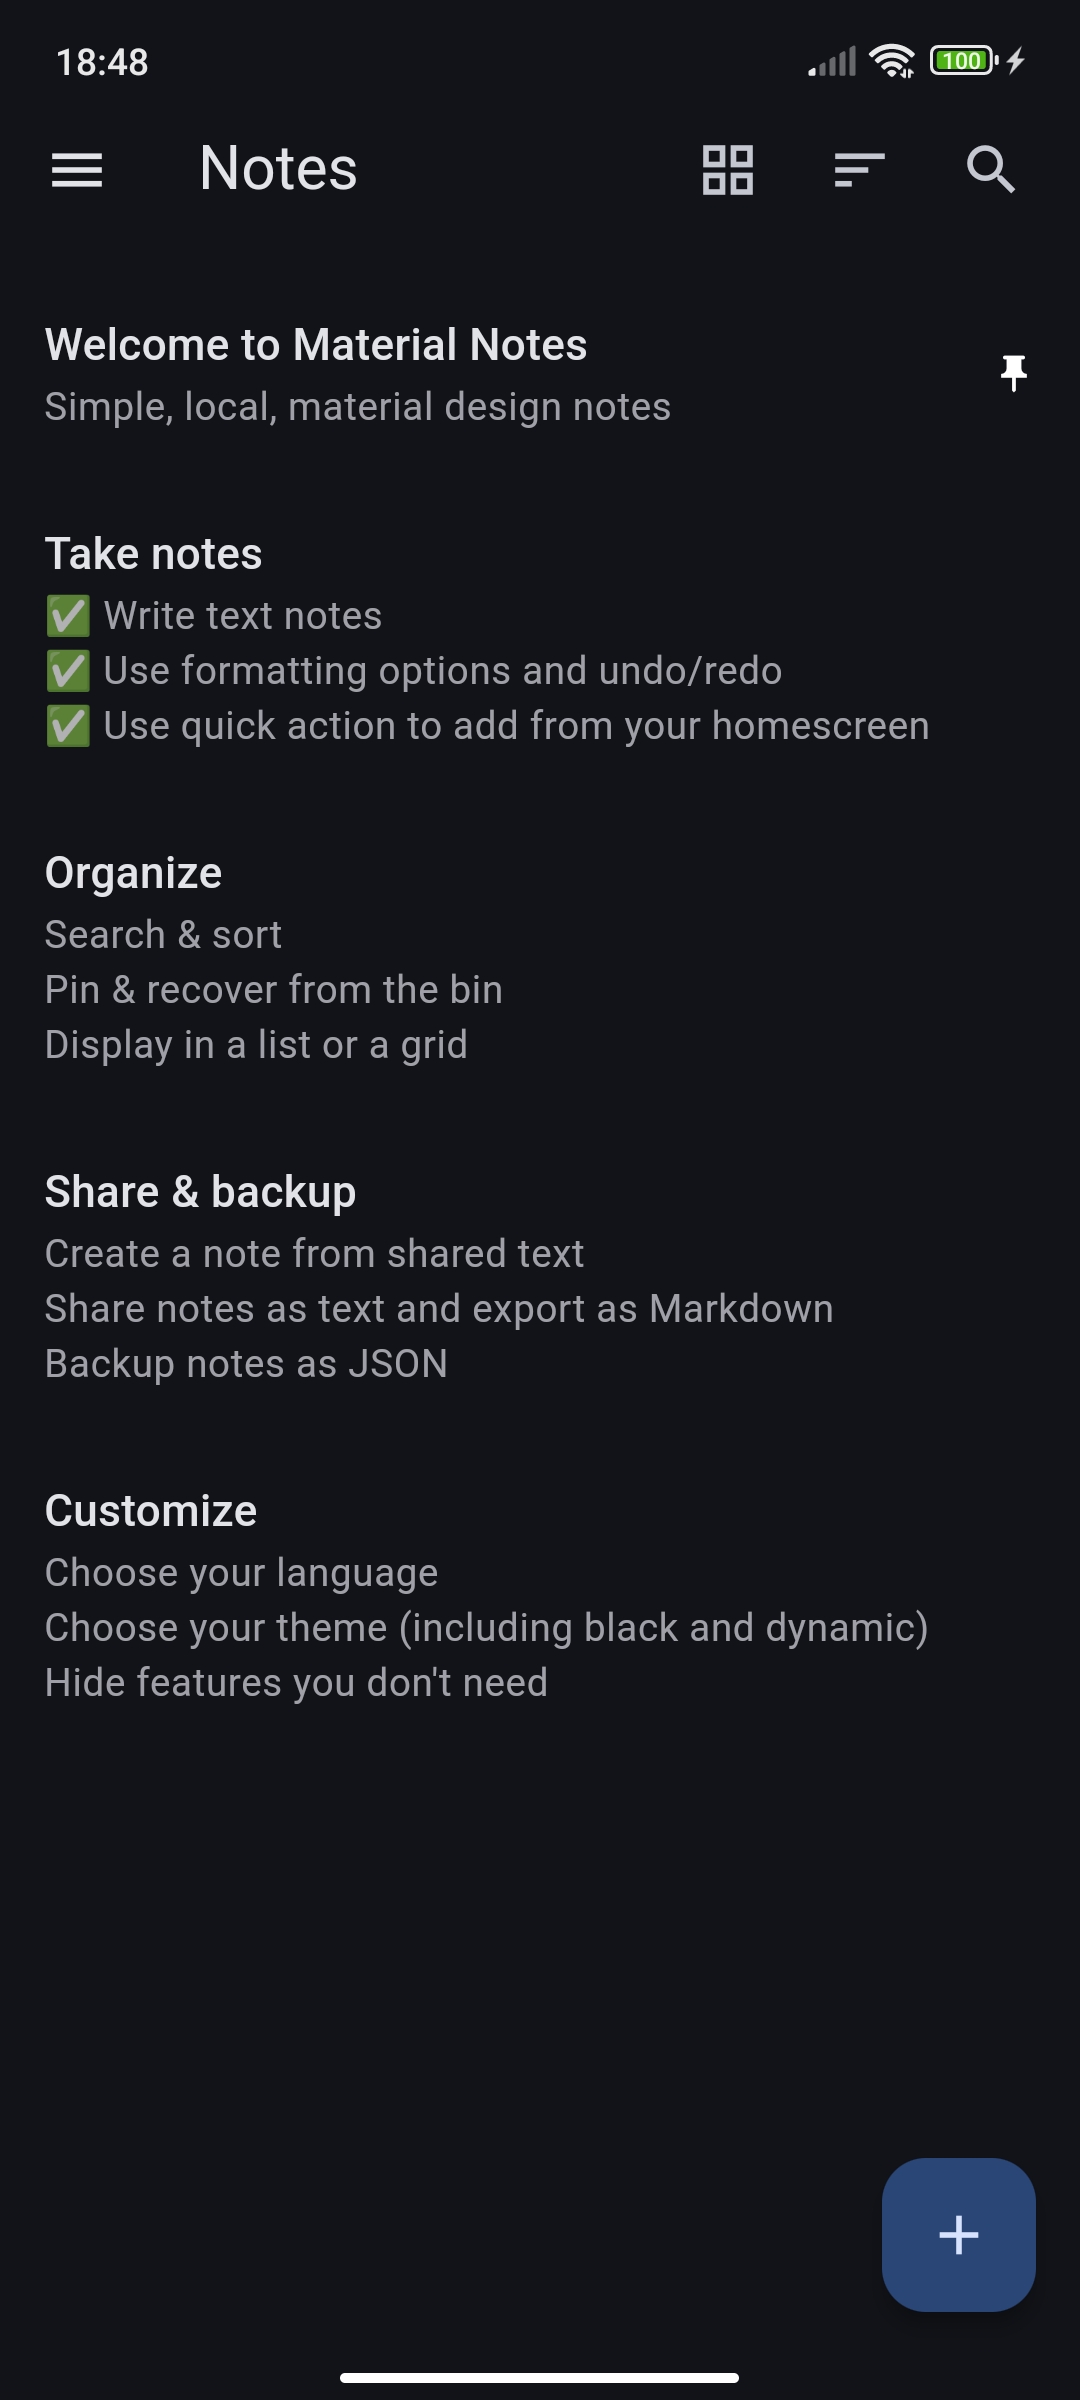 18:48
100
Notes
Welcome to Material Notes
Simple, local, material design notes
Take notes
✅ Write text notes
✅ Use formatting options and undo/redo
✅ Use quick action to add from your homescreen
Organize
Search & sort
Pin & recover from the bin
Display in a list or a grid
Share & backup
Create a note from shared text
Share notes as text and export as Markdown
Backup notes as JSON
Customize
Choose your language
Choose your theme (including black and dynamic)
Hide features you don't need